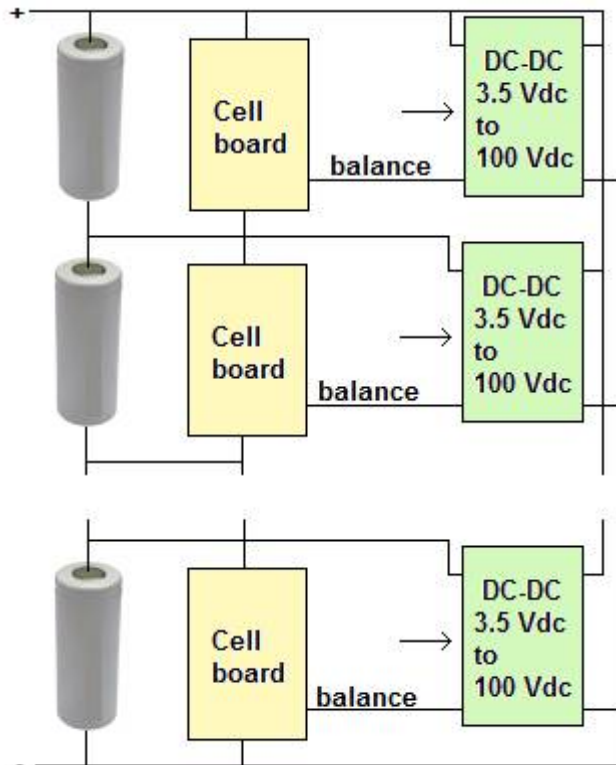 +
Cell
board
balance
DC-DC
3.5 Vdc
to
100 Vdc
Cell
board
balance
DC-DC
3.5 Vdc
to
100 Vdc
Cell
board
balance
DC-DC
3.5 Vdc
to
100 Vdc
-